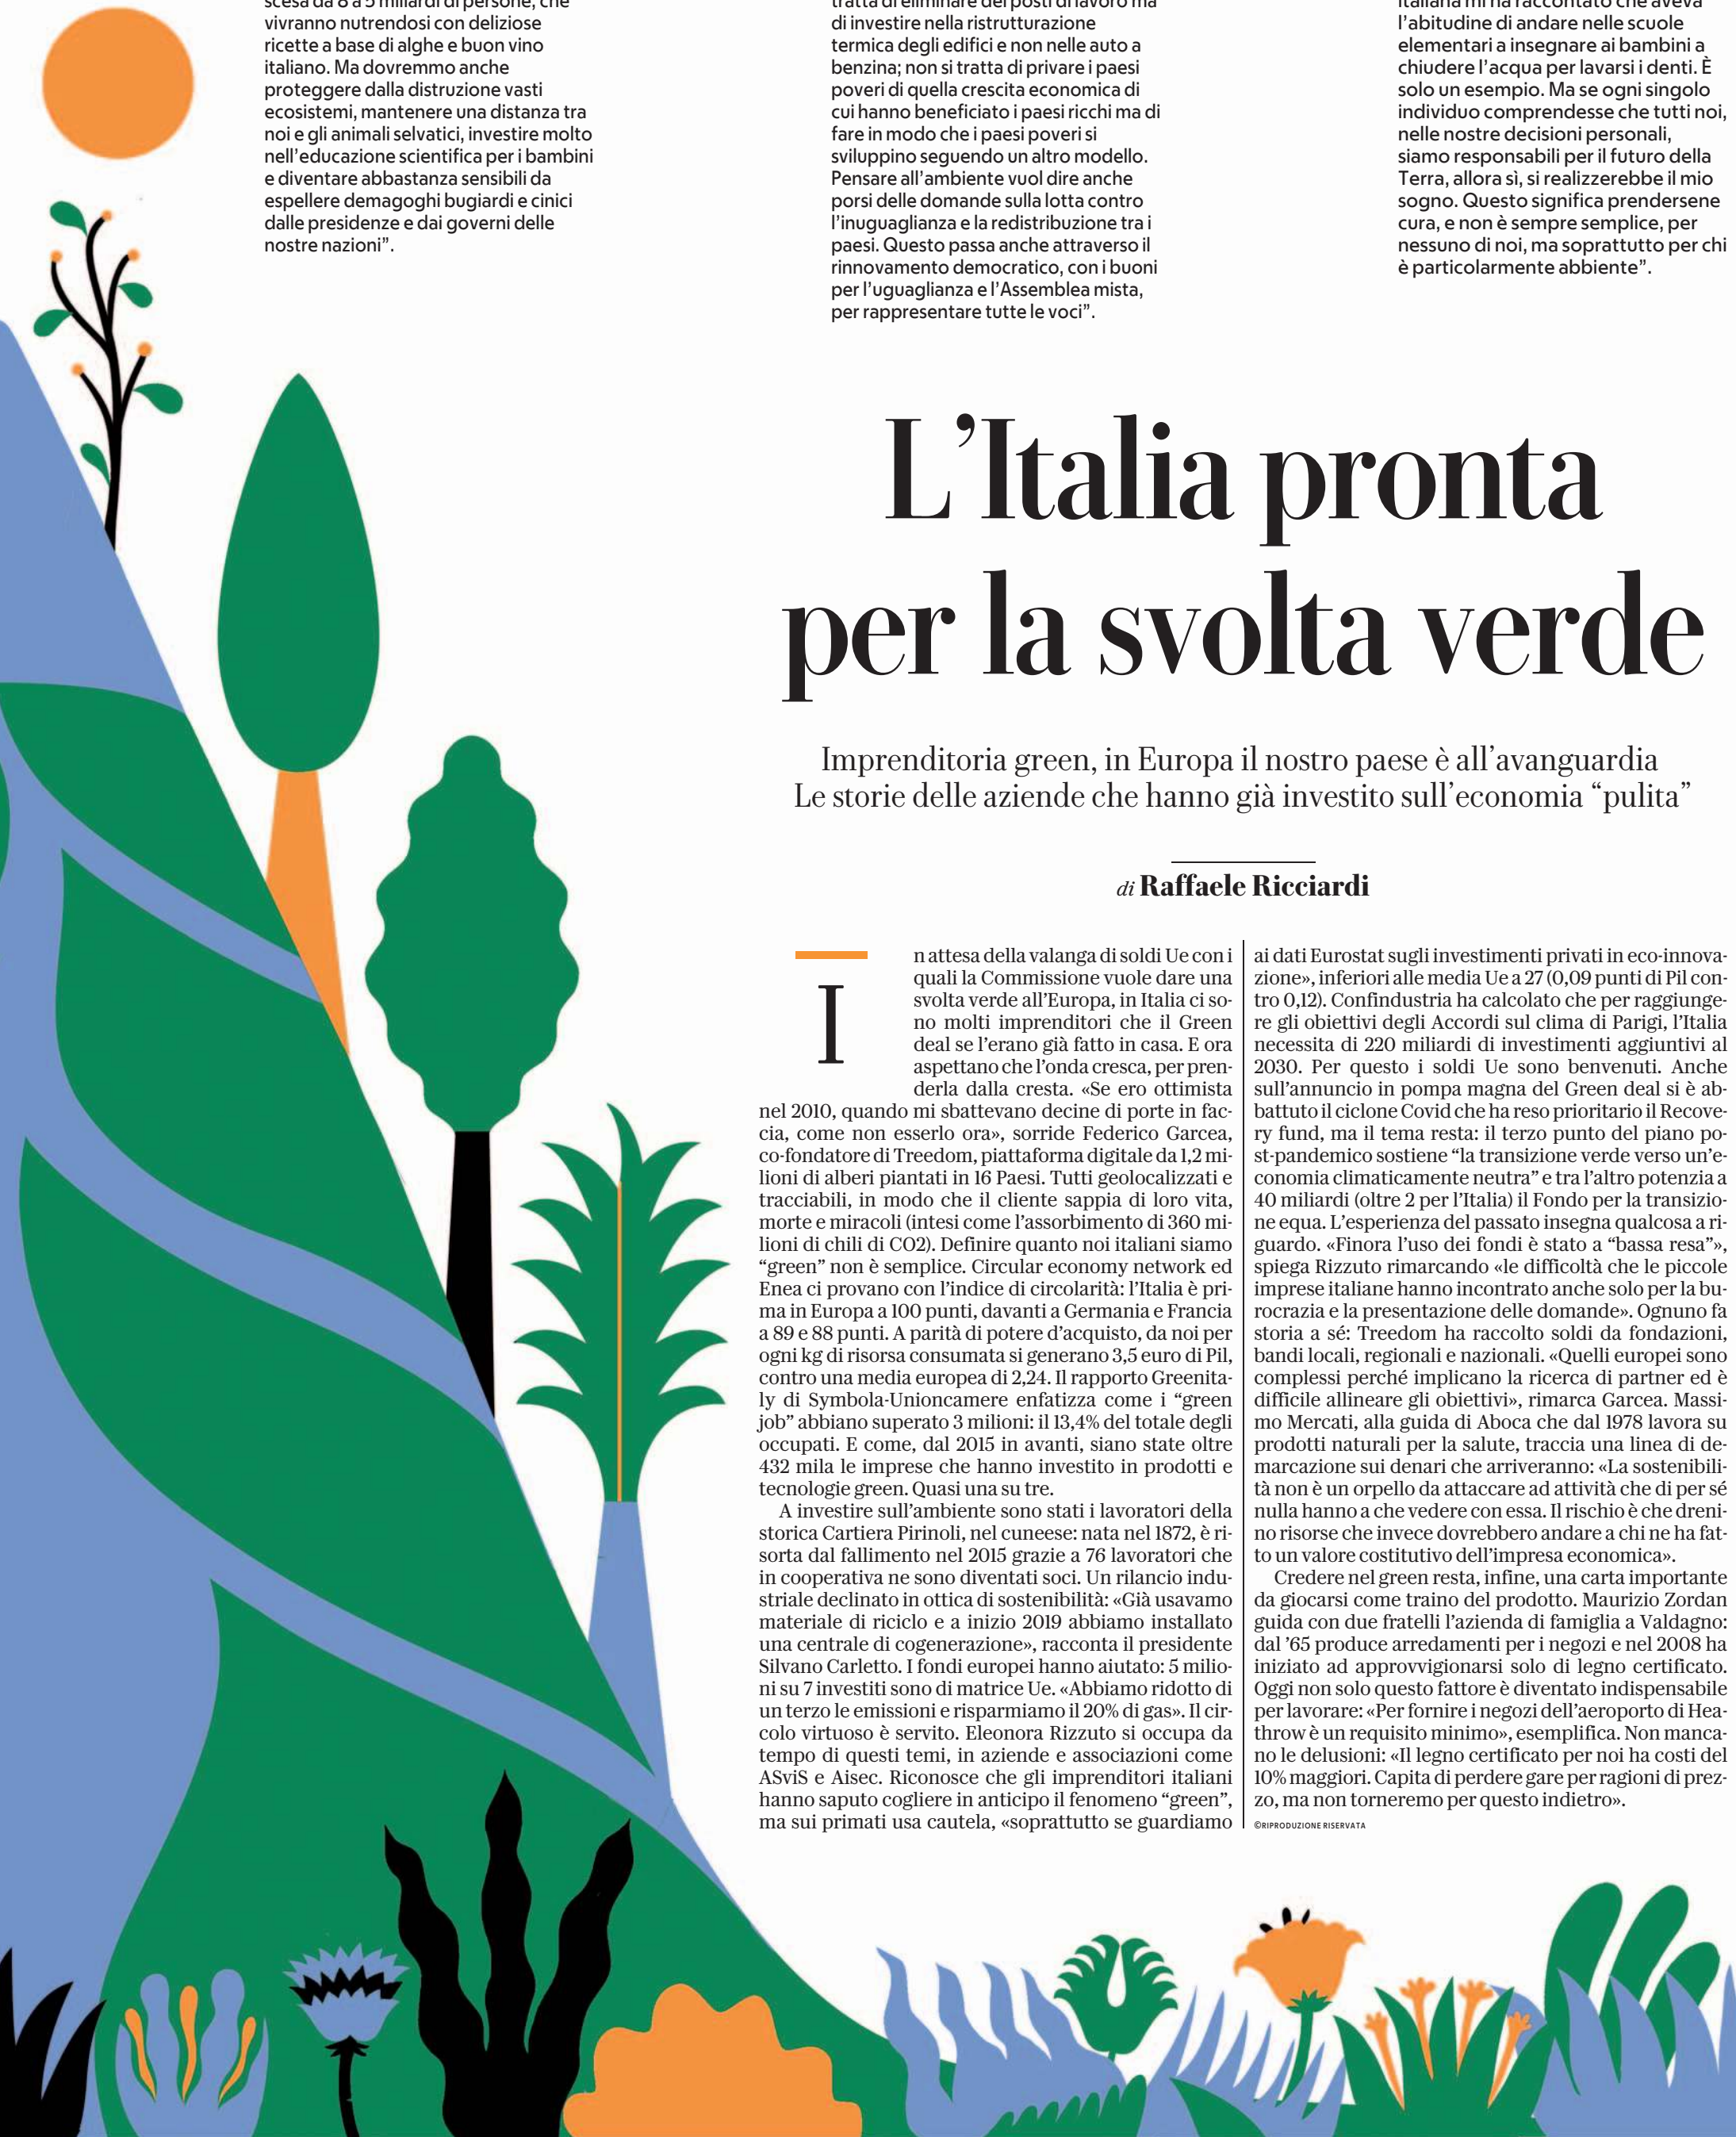 scesa da 8 a 5 miliardi di persone, che
vivranno nutrendosi con deliziose
ricette a base di alghe e buon vino
italiano. Ma dovremmo anche
proteggere dalla distruzione vasti
ecosistemi, mantenere una distanza tra
noi e gli animali selvatici, investire molto
nell'educazione scientifica per i bambini
e diventare abbastanza sensibili da
espellere demagoghi bugiardi e cinici
dalle presidenze e dai governi delle
nostre nazioni”.
tratta di eliminare dei posti di lavoro ma
di investire nella ristrutturazione
termica degli edifici e non nelle auto a
benzina; non si tratta di privare i paesi
poveri di quella crescita economica di
cui hanno beneficiato i paesi ricchi ma di
fare in modo che i paesi poveri si
sviluppino seguendo un altro modello.
Pensare all'ambiente vuol dire anche
porsi delle domande sulla lotta contro
l'inuguaglianza e la redistribuzione tra i
paesi. Questo passa anche attraverso il
rinnovamento democratico, con i buoni
per l'uguaglianza e l'Assemblea mista,
per rappresentare tutte le voci”.
italiana mi ha raccontato che aveva
l'abitudine di andare nelle scuole
elementari a insegnare ai bambini a
chiudere l'acqua per lavarsi i denti. È
solo un esempio. Ma se ogni singolo
individuo comprendesse che tutti noi,
nelle nostre decisioni personali,
siamo responsabili per il futuro della
Terra, allora sì, si realizzerebbe il mio
sogno. Questo significa prendersene
cura, e non è sempre semplice, per
nessuno di noi, ma soprattutto per chi
è particolarmente abbiente”.
L'Italia pronta
per la svolta verde
Imprenditoria green, in Europa il nostro paese è all'avanguardia
Le storie delle aziende che hanno già investito sull'economia “pulita”
di Raffaele Ricciardi
In attesa della valanga di soldi Ue con i
quali la Commissione vuole dare una
svolta verde all'Europa, in Italia ci so-
no molti imprenditori che il Green
deal se l'erano già fatto in casa. E ora
aspettano che l'onda cresca, per pren-
derla dalla cresta. «Se ero ottimista
nel 2010, quando mi sbattevano decine di porte in fac-
cia, come non esserlo ora», sorride Federico Garcea,
co-fondatore di Treedom, piattaforma digitale da 1,2 mi-
lioni di alberi piantati in 16 Paesi. Tutti geolocalizzati e
tracciabili, in modo che il cliente sappia di loro vita,
morte e miracoli (intesi come l'assorbimento di 360 mi-
lioni di chili di CO2). Definire quanto noi italiani siamo
“green” non è semplice. Circular economy network ed
Enea ci provano con l'indice di circolarità: l'Italia è pri-
ma in Europa a 100 punti, davanti a Germania e Francia
a 89 e 88 punti. A parità di potere d'acquisto, da noi per
ogni kg di risorsa consumata si generano 3,5 euro di Pil,
contro una media europea di 2,24. Il rapporto Greenita-
ly di Symbola-Unioncamere enfatizza come i “green
job” abbiano superato 3 milioni: il 13,4% del totale degli
occupati. E come, dal 2015 in avanti, siano state oltre
432 mila le imprese che hanno investito in prodotti e
tecnologie green. Quasi una su tre.
A investire sull'ambiente sono stati i lavoratori della
storica Cartiera Pirinoli, nel cuneese: nata nel 1872, è ri-
sorta dal fallimento nel 2015 grazie a 76 lavoratori che
in cooperativa ne sono diventati soci. Un rilancio indu-
striale declinato in ottica di sostenibilità: «Già usavamo
materiale di riciclo e a inizio 2019 abbiamo installato
una centrale di cogenerazione», racconta il presidente
Silvano Carletto. I fondi europei hanno aiutato: 5 milio-
ni su 7 investiti sono di matrice Ue. «Abbiamo ridotto di
un terzo le emissioni e risparmiamo il 20% di gas». Il cir-
colo virtuoso è servito. Eleonora Rizzuto si occupa da
tempo di questi temi, in aziende e associazioni come
ASviS e Aisec. Riconosce che gli imprenditori italiani
hanno saputo cogliere in anticipo il fenomeno “green”,
ma sui primati usa cautela, «soprattutto se guardiamo
ai dati Eurostat sugli investimenti privati in eco-innova-
zione», inferiori alle media Ue a 27 (0,09 punti di Pil con-
tro 0,12). Confindustria ha calcolato che per raggiunge-
re gli obiettivi degli Accordi sul clima di Parigi, l'Italia
necessita di 220 miliardi di investimenti aggiuntivi al
2030. Per questo i soldi Ue sono benvenuti. Anche
sull'annuncio in pompa magna del Green deal si è ab-
battuto il ciclone Covid che ha reso prioritario il Recove-
ry fund, ma il tema resta: il terzo punto del piano po-
st-pandemico sostiene “la transizione verde verso un'e-
conomia climaticamente neutra” e tra l'altro potenzia a
40 miliardi (oltre 2 per l'Italia) il Fondo per la transizio-
ne equa. L'esperienza del passato insegna qualcosa a ri-
guardo. «Finora l'uso dei fondi è stato a “bassa resa”»,
spiega Rizzuto rimarcando «le difficoltà che le piccole
imprese italiane hanno incontrato anche solo per la bu-
rocrazia e la presentazione delle domande». Ognuno fa
storia a sé: Treedom ha raccolto soldi da fondazioni,
bandi locali, regionali e nazionali. «Quelli europei sono
complessi perché implicano la ricerca di partner ed è
difficile allineare gli obiettivi», rimarca Garcea. Massi-
mo Mercati, alla guida di Aboca che dal 1978 lavora su
prodotti naturali per la salute, traccia una linea di de-
marcazione sui denari che arriveranno: «La sostenibili-
tà non è un orpello da attaccare ad attività che di per sé
nulla hanno a che vedere con essa. Il rischio è che dreni-
no risorse che invece dovrebbero andare a chi ne ha fat-
to un valore costitutivo dell'impresa economica».
Credere nel green resta, infine, una carta importante
da giocarsi come traino del prodotto. Maurizio Zordan
guida con due fratelli l'azienda di famiglia a Valdagno:
dal '65 produce arredamenti per i negozi e nel 2008 ha
iniziato ad approvvigionarsi solo di legno certificato.
Oggi non solo questo fattore è diventato indispensabile
per lavorare: «Per fornire i negozi dell'aeroporto di Hea-
throw è un requisito minimo», esemplifica. Non manca-
no le delusioni: «Il legno certificato per noi ha costi del
10% maggiori. Capita di perdere gare per ragioni di prez-
zo, ma non torneremo per questo indietro».
©RIPRODUZIONE RISERVATA